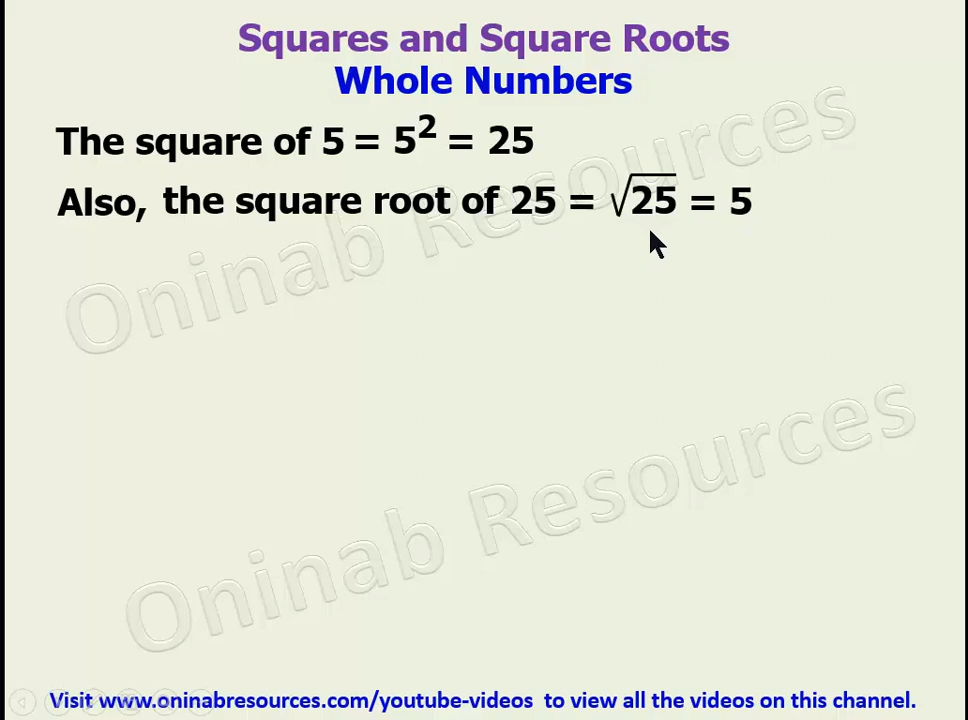 Squares and Square Roots
Whole Numbers
The square of 5 = 5² = 25
Also, the square root of 25 = √25 = 5
Oninab Resources
Oninab Resources
Visit www.oninabresources.com/youtube-videos to view all the videos on this channel.